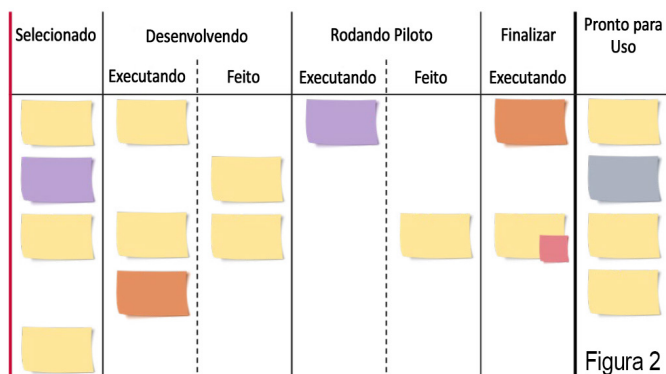 Selecionado
Desenvolvendo
Rodando Piloto
Finalizar
Pronto para
Uso
Executando
Feito
Executando
Feito
Executando
Figura 2